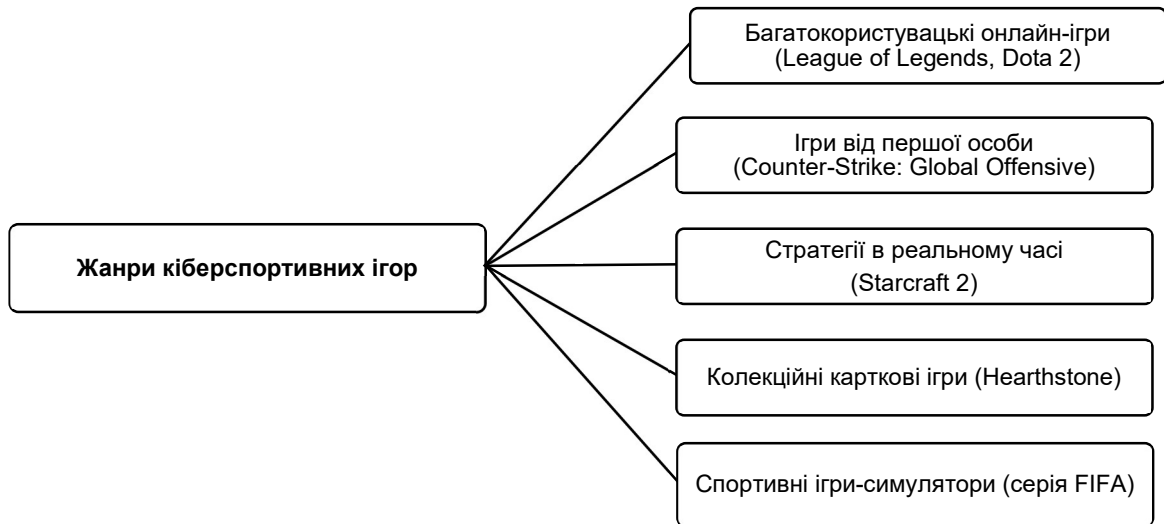 Багатокористувацькі онлайн-ігри
(League of Legends, Dota 2)
Ігри від першої особи
(Counter-Strike: Global Offensive)
Жанри кіберспортивних ігор
Стратегії в реальному часі
(Starcraft 2)
Колекційні карткові ігри (Hearthstone)
Спортивні ігри-симулятори (серія FIFA)